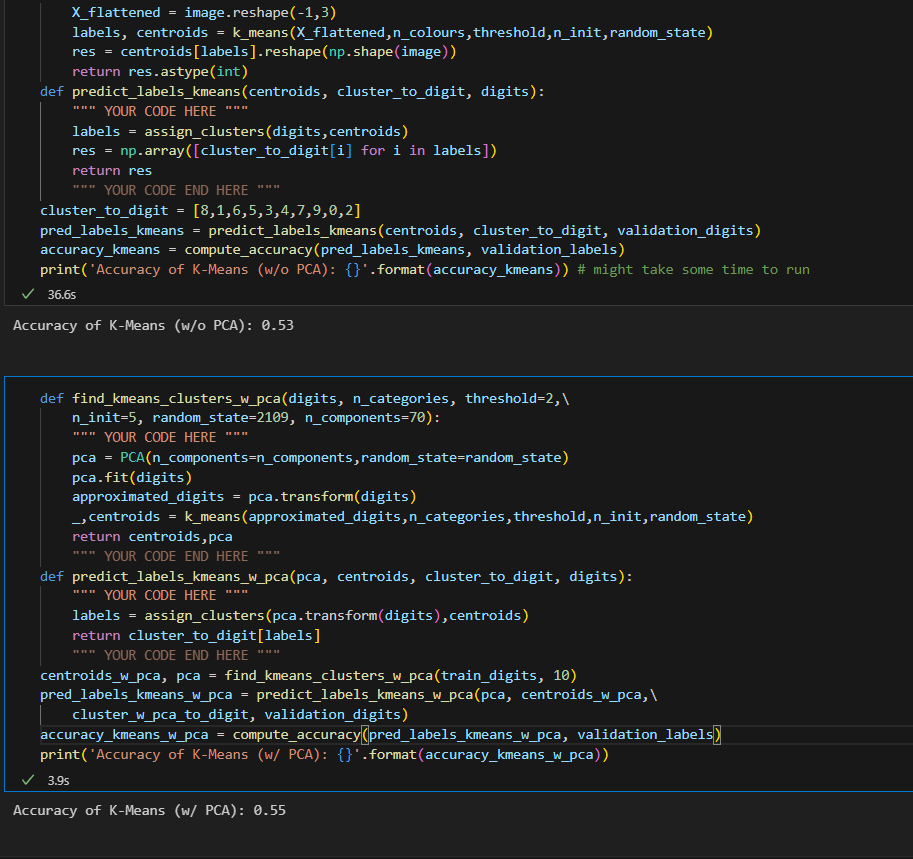 X_flattened = image.reshape(-1,3)
labels, centroids = k_means(X_flattened,n_colours,threshold,n_init,random_state)
res = centroids[labels].reshape(np.shape(image))
return res.astype(int)
def predict_labels_kmeans(centroids, cluster_to_digit, digits):
""" YOUR CODE HERE """
labels = assign_clusters(digits,centroids)
res = np.array([cluster_to_digit[i] for i in labels])
return res
""" YOUR CODE END HERE """
cluster_to_digit = [8,1,6,5,3,4,7,9,0,2]
pred_labels_kmeans = predict_labels_kmeans(centroids, cluster_to_digit, validation_digits)
accuracy_kmeans = compute_accuracy(pred_labels_kmeans, validation_labels)
print('Accuracy of K-Means (w/o PCA): {}'.format(accuracy_kmeans)) # might take some time to run
36.6s
Accuracy of K-Means (w/o PCA): 0.53
def find_kmeans_clusters_w_pca(digits, n_categories, threshold=2,\
n_init=5, random_state=2109, n_components=70):
""" YOUR CODE HERE """
pca = PCA(n_components=n_components,random_state=random_state)
pca.fit(digits)
approximated_digits = pca.transform(digits)
_,centroids = k_means(approximated_digits,n_categories,threshold,n_init,random_state)
return centroids,pca
""" YOUR CODE END HERE """
def predict_labels_kmeans_w_pca(pca, centroids, cluster_to_digit, digits):
""" YOUR CODE HERE """
labels = assign_clusters(pca.transform(digits),centroids)
return cluster_to_digit[labels]
""" YOUR CODE END HERE """
centroids_w_pca, pca = find_kmeans_clusters_w_pca(train_digits, 10)
pred_labels_kmeans_w_pca = predict_labels_kmeans_w_pca(pca, centroids_w_pca,\
cluster_w_pca_to_digit, validation_digits)
accuracy_kmeans_w_pca = compute_accuracy(pred_labels_kmeans_w_pca, validation_labels)
print('Accuracy of K-Means (w/ PCA): {}'.format(accuracy_kmeans_w_pca))
3.9s
Accuracy of K-Means (w/ PCA): 0.55